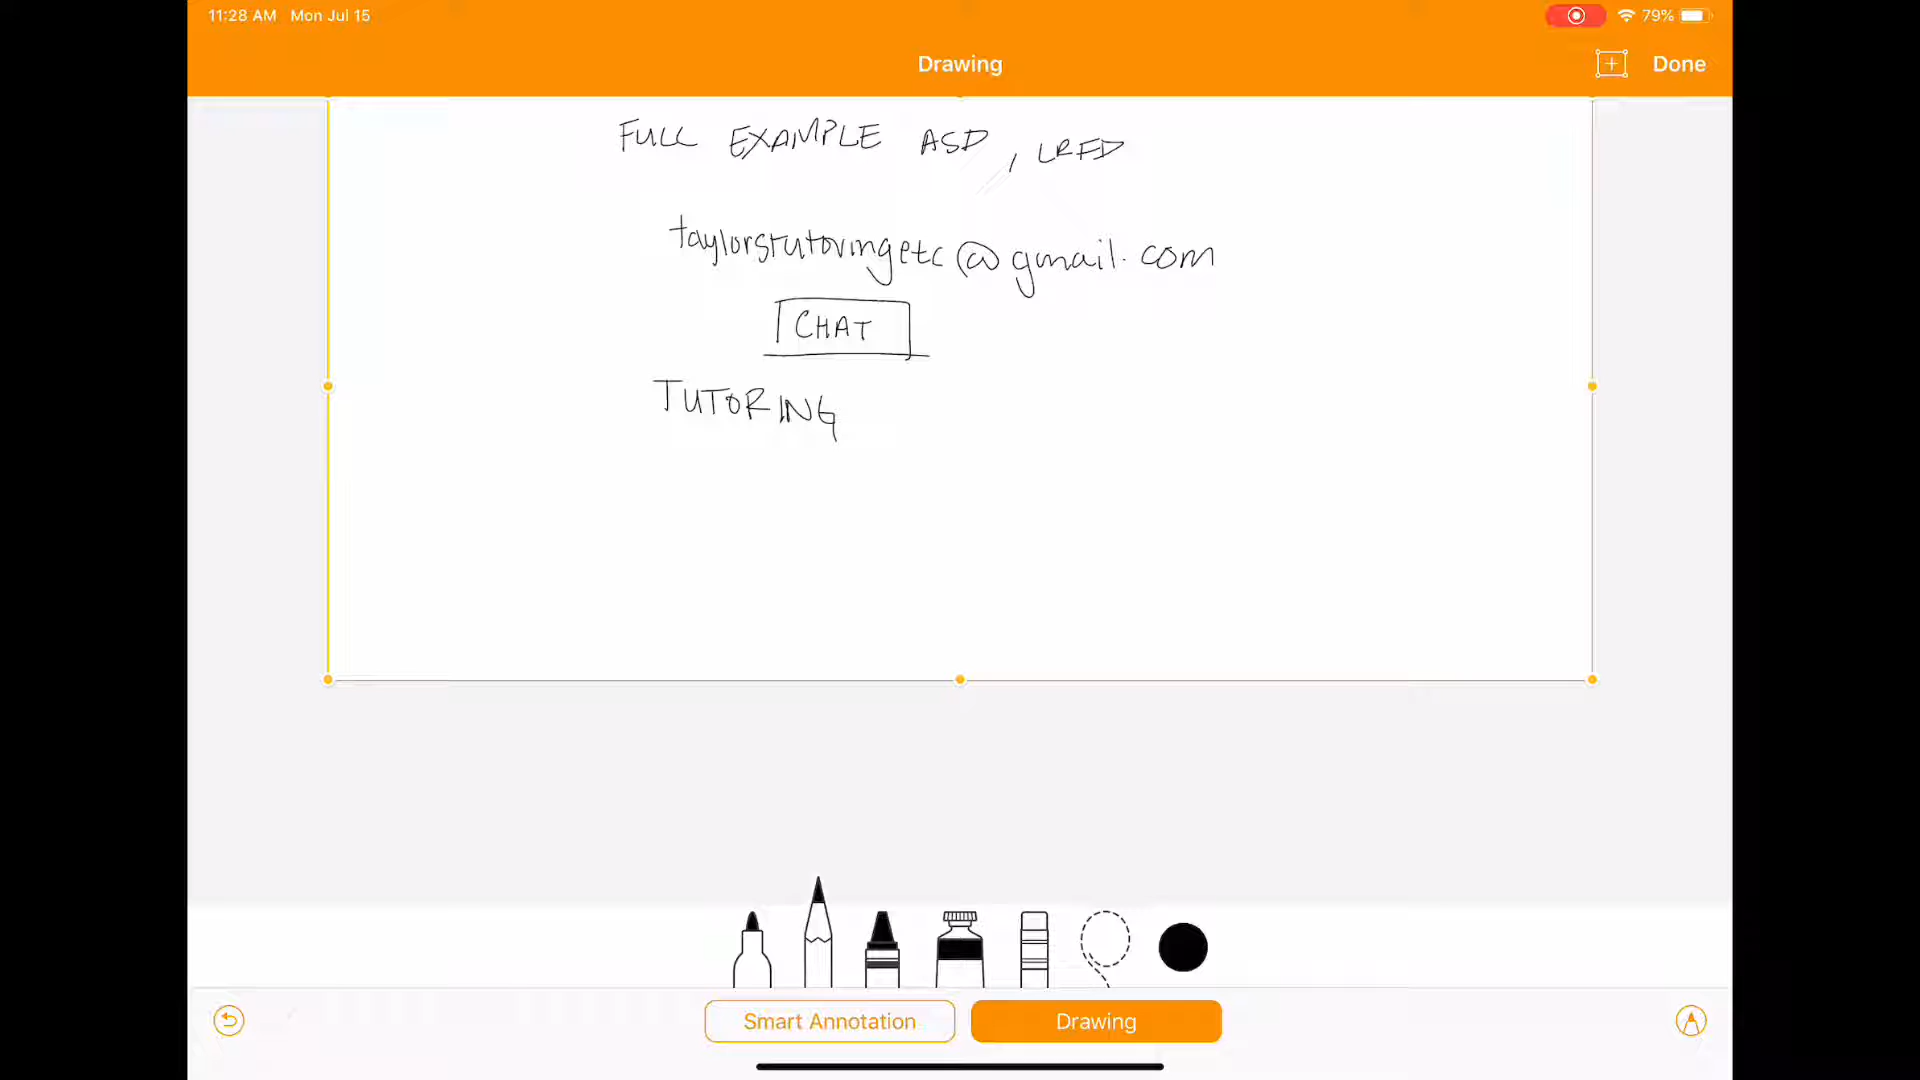 11:28 AM Mon Jul 15 79%
Drawing Done
FULL EXAMPLE ASD, LRFD
taylorstutoringetc@gmail.com
CHAT
TUTORING
Smart Annotation Drawing